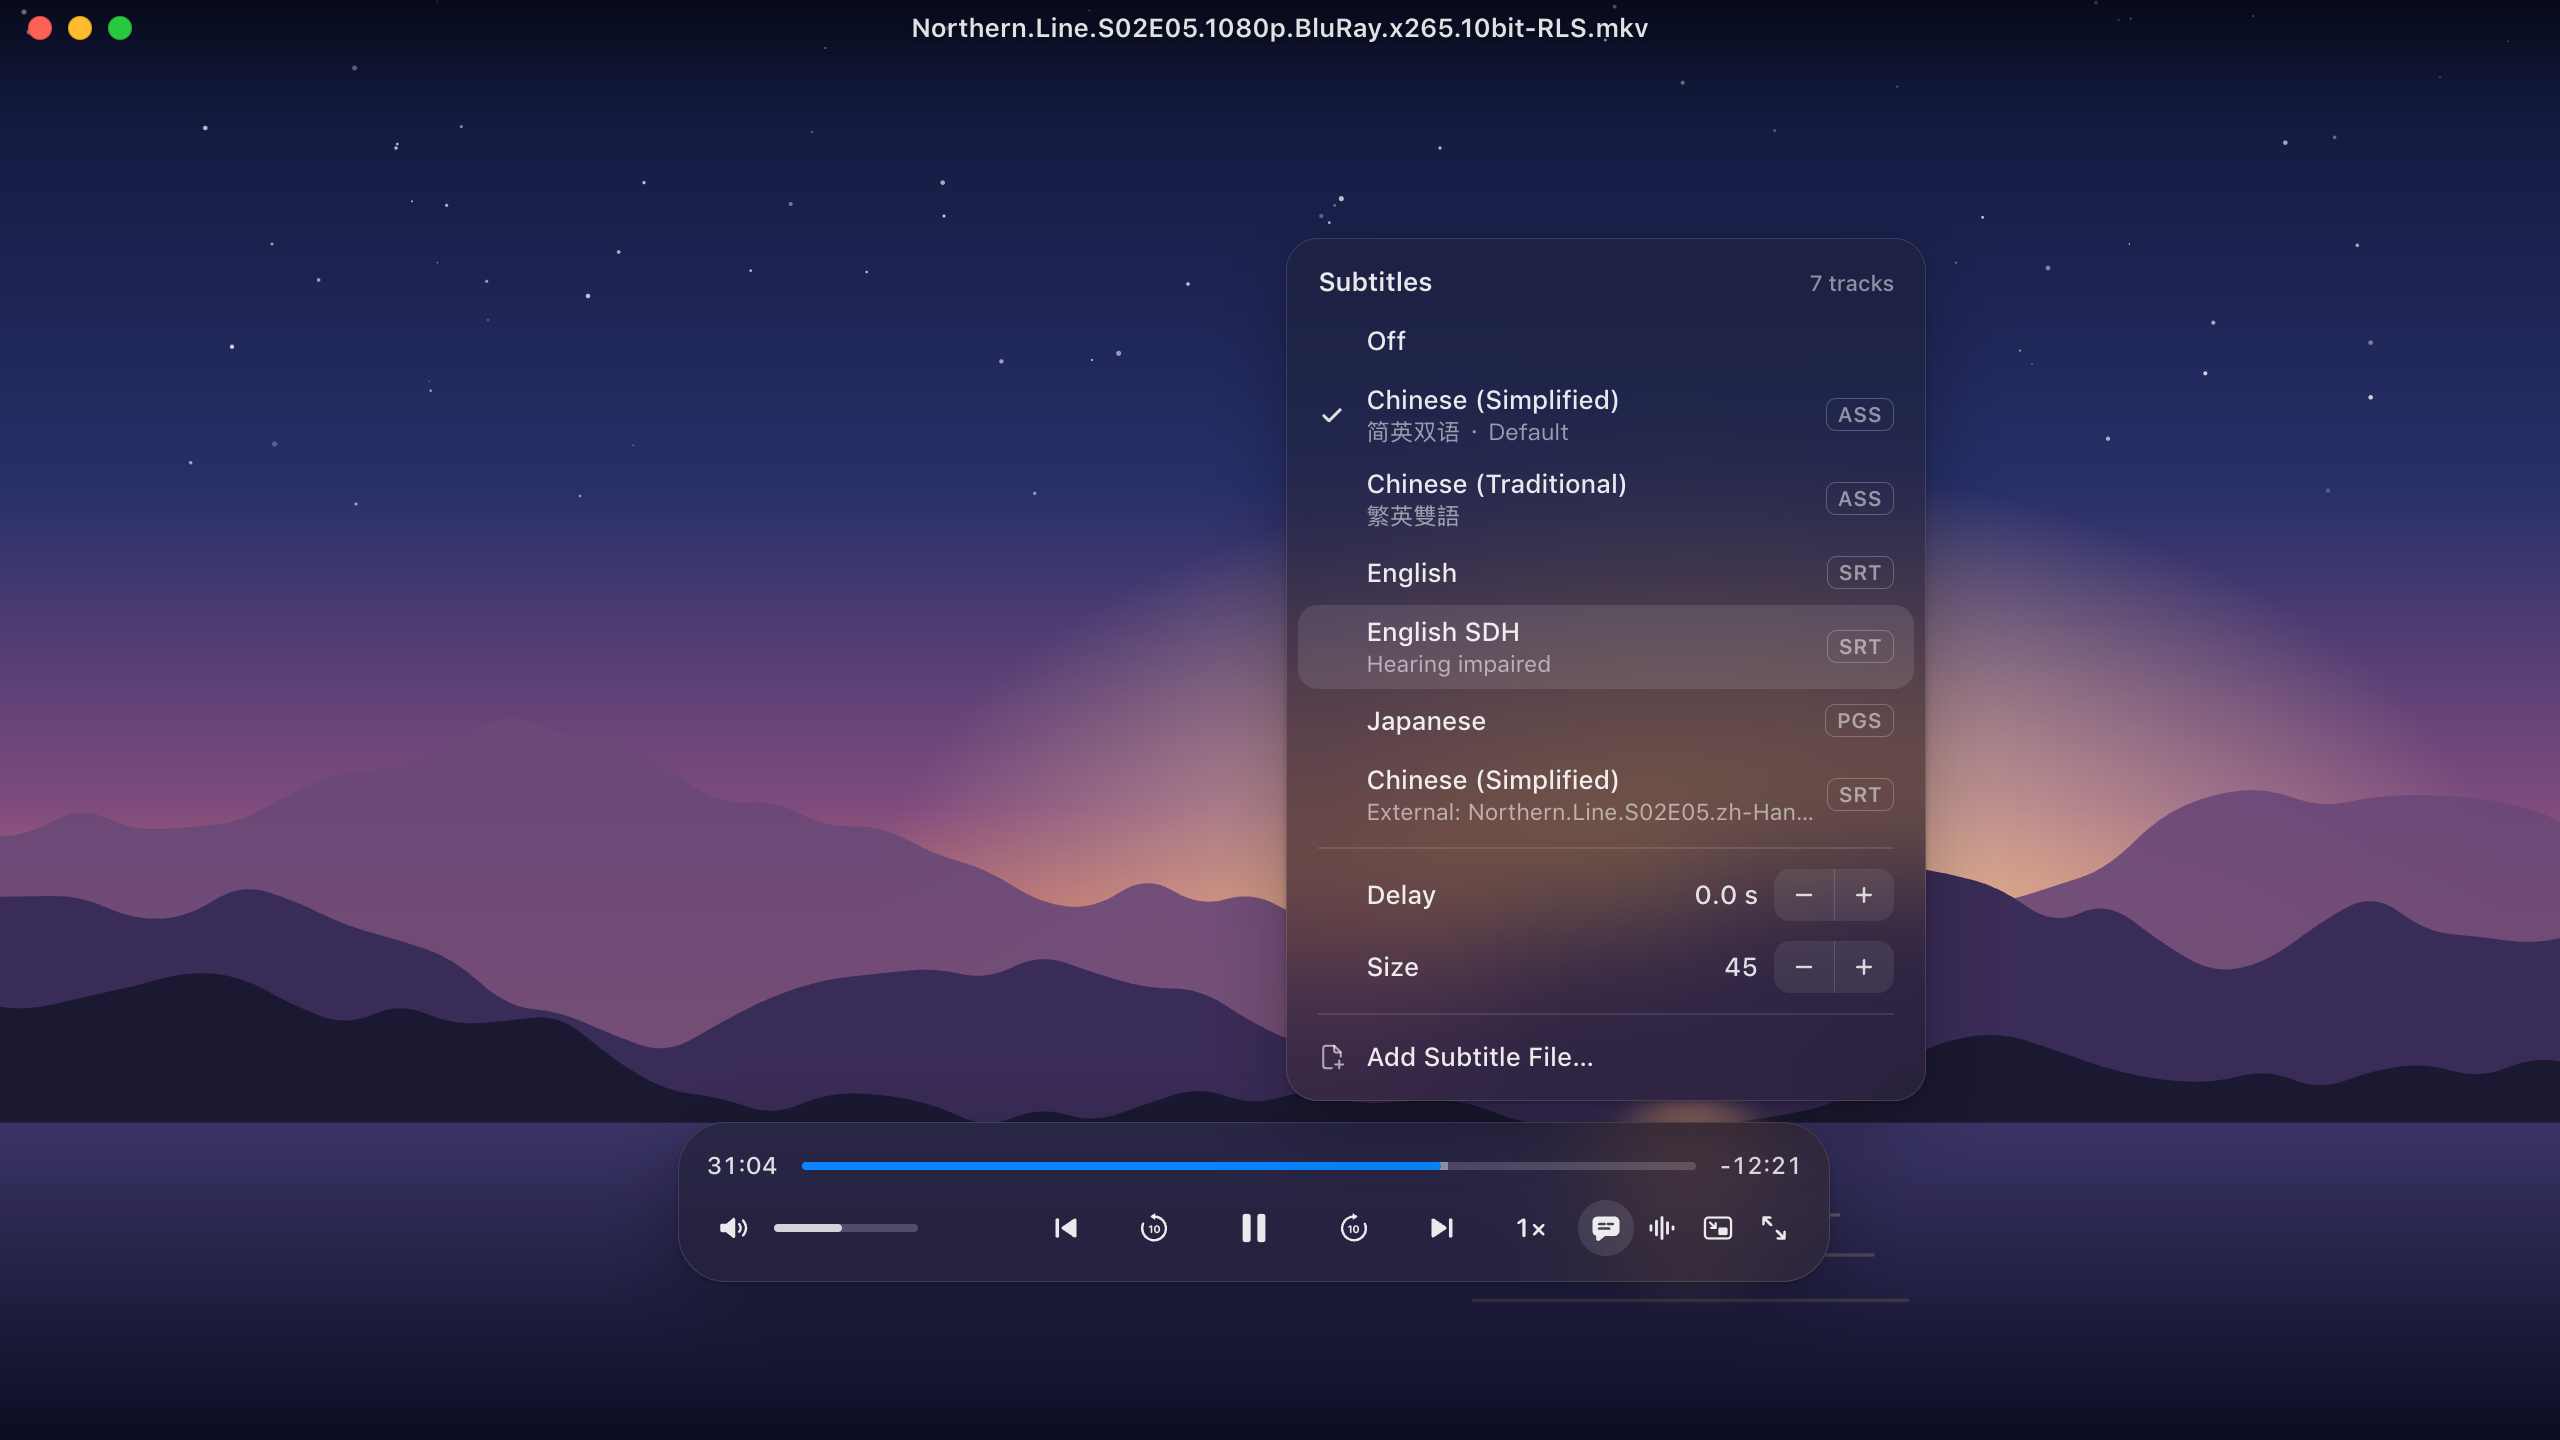 Northern.Line.S02E05.1080p.BluRay.x265.10bit-RLS.mkv
Subtitles 7 tracks
Off
Chinese (Simplified) ASS
简英双语 · Default
Chinese (Traditional) ASS
繁英雙語
English SRT
English SDH SRT
Hearing impaired
Japanese PGS
Chinese (Simplified) SRT
External: Northern.Line.S02E05.zh-Han...
Delay 0.0 s − +
Size 45 − +
Add Subtitle File...
31:04 -12:21
10 10 1×